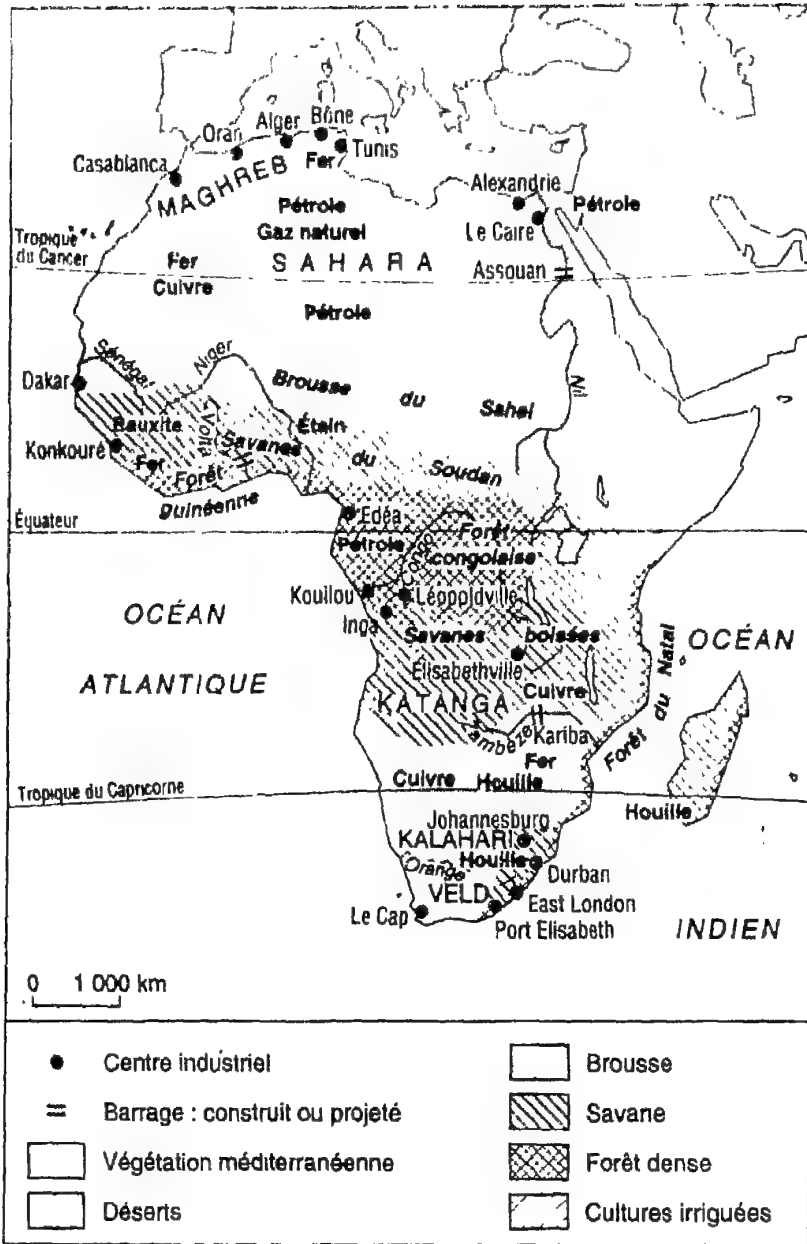 Oran
Alger
Bône
Tunis
Casablanca
Fer
MAGHREB
Alexandrie
Pétrole
Pétrole
Gaz naturel
Le Caire
Tropique
du Cancer
Fer
Cuivre
SAHARA
Assouan
Pétrole
Sénégal
Niger
Dakar
Brousse
du
Sahel
Nil
Bauxite
Volta
Savanes
Étain
du
Soudan
Konkouré
Fer
Forêt
Guinéenne
Équateur
Edéa
Pétrole
Congo
Forêt
congolaise
Kouilou
Léopoldville
Inga
OCÉAN
ATLANTIQUE
Savanes
boisées
OCÉAN
Elisabethville
KATANGA
Cuivre
Forêt du Natal
Zambèze
Kariba
Fer
Tropique du Capricorne
Cuivre
Houille
Houille
Johannesburg
KALAHARI
Orange
Houille
Durban
VELD
East London
Le Cap
Port Elisabeth
INDIEN
0 1 000 km
Centre industriel
Barrage : construit ou projeté
Végétation méditerranéenne
Déserts
Brousse
Savane
Forêt dense
Cultures irriguées